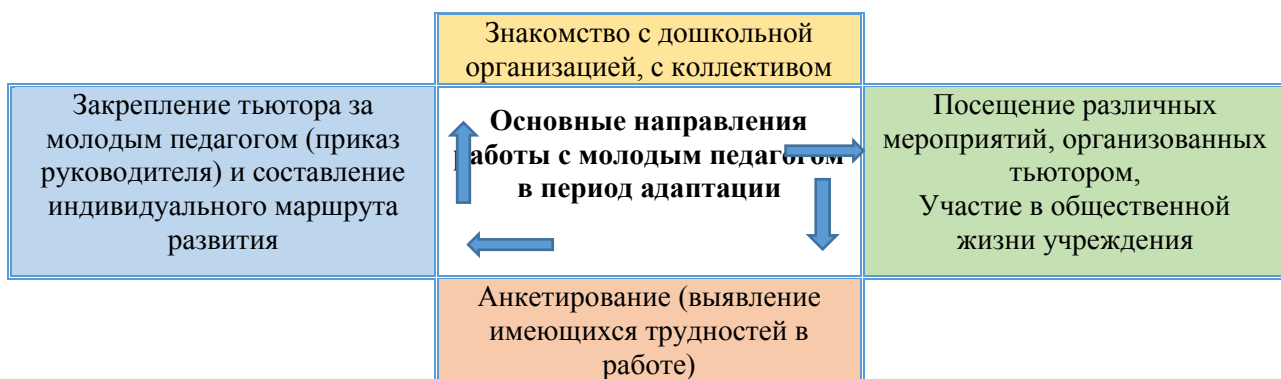 Знакомство с дошкольной
организацией, с коллективом
Закрепление тьютора за
молодым педагогом (приказ
руководителя) и составление
индивидуального маршрута
развития
Основные направления
работы с молодым педагогом
в период адаптации
Посещение различных
мероприятий, организованных
тьютором,
Участие в общественной
жизни учреждения
Анкетирование (выявление
имеющихся трудностей в
работе)